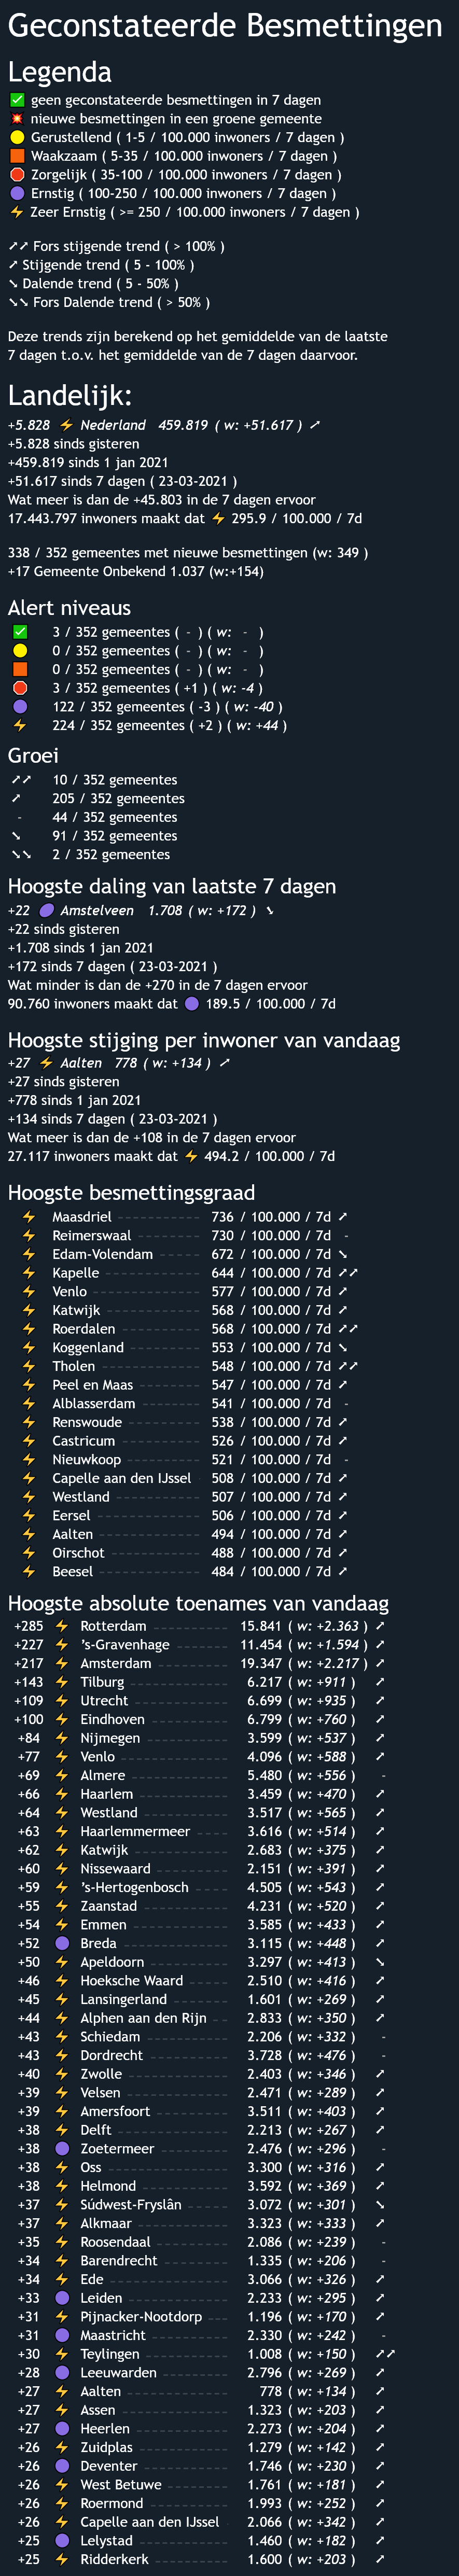 Geconstateerde Besmettingen
Legenda
✅ geen geconstateerde besmettingen in 7 dagen
💥 nieuwe besmettingen in een groene gemeente
🟡 Gerustellend ( 1-5 / 100.000 inwoners / 7 dagen )
🟧 Waakzaam ( 5-35 / 100.000 inwoners / 7 dagen )
🛑 Zorgelijk ( 35-100 / 100.000 inwoners / 7 dagen )
🟣 Ernstig ( 100-250 / 100.000 inwoners / 7 dagen )
⚡ Zeer Ernstig ( >= 250 / 100.000 inwoners / 7 dagen )
➚➚ Fors stijgende trend ( > 100% )
➚ Stijgende trend ( 5 - 100% )
➘ Dalende trend ( 5 - 50% )
➘➘ Fors Dalende trend ( > 50% )
Deze trends zijn berekend op het gemiddelde van de laatste
7 dagen t.o.v. het gemiddelde van de 7 dagen daarvoor.
Landelijk:
+5.828 ⚡ Nederland 459.819 ( w: +51.617 ) ➚
+5.828 sinds gisteren
+459.819 sinds 1 jan 2021
+51.617 sinds 7 dagen ( 23-03-2021 )
Wat meer is dan de +45.803 in de 7 dagen ervoor
17.443.797 inwoners maakt dat ⚡ 295.9 / 100.000 / 7d
338 / 352 gemeentes met nieuwe besmettingen (w: 349 )
+17 Gemeente Onbekend 1.037 (w:+154)
Alert niveaus
✅ 3 / 352 gemeentes ( - ) ( w: - )
🟡 0 / 352 gemeentes ( - ) ( w: - )
🟧 0 / 352 gemeentes ( - ) ( w: - )
🛑 3 / 352 gemeentes ( +1 ) ( w: -4 )
🟣 122 / 352 gemeentes ( -3 ) ( w: -40 )
⚡ 224 / 352 gemeentes ( +2 ) ( w: +44 )
Groei
➚➚ 10 / 352 gemeentes
➚ 205 / 352 gemeentes
- 44 / 352 gemeentes
➘ 91 / 352 gemeentes
➘➘ 2 / 352 gemeentes
Hoogste daling van laatste 7 dagen
+22 🟣 Amstelveen 1.708 ( w: +172 ) ➘
+22 sinds gisteren
+1.708 sinds 1 jan 2021
+172 sinds 7 dagen ( 23-03-2021 )
Wat minder is dan de +270 in de 7 dagen ervoor
90.760 inwoners maakt dat 🟣 189.5 / 100.000 / 7d
Hoogste stijging per inwoner van vandaag
+27 ⚡ Aalten 778 ( w: +134 ) ➚
+27 sinds gisteren
+778 sinds 1 jan 2021
+134 sinds 7 dagen ( 23-03-2021 )
Wat meer is dan de +108 in de 7 dagen ervoor
27.117 inwoners maakt dat ⚡ 494.2 / 100.000 / 7d
Hoogste besmettingsgraad
⚡ Maasdriel 736 / 100.000 / 7d ➚
⚡ Reimerswaal 730 / 100.000 / 7d -
⚡ Edam-Volendam 672 / 100.000 / 7d ➘
⚡ Kapelle 644 / 100.000 / 7d ➚➚
⚡ Venlo 577 / 100.000 / 7d ➚
⚡ Katwijk 568 / 100.000 / 7d ➚
⚡ Roerdalen 568 / 100.000 / 7d ➚➚
⚡ Koggenland 553 / 100.000 / 7d ➘
⚡ Tholen 548 / 100.000 / 7d ➚➚
⚡ Peel en Maas 547 / 100.000 / 7d ➚
⚡ Alblasserdam 541 / 100.000 / 7d -
⚡ Renswoude 538 / 100.000 / 7d ➚
⚡ Castricum 526 / 100.000 / 7d ➚
⚡ Nieuwkoop 521 / 100.000 / 7d -
⚡ Capelle aan den IJssel 508 / 100.000 / 7d ➚
⚡ Westland 507 / 100.000 / 7d ➚
⚡ Eersel 506 / 100.000 / 7d ➚
⚡ Aalten 494 / 100.000 / 7d ➚
⚡ Oirschot 488 / 100.000 / 7d ➚
⚡ Beesel 484 / 100.000 / 7d ➚
Hoogste absolute toenames van vandaag
+285 ⚡ Rotterdam 15.841 ( w: +2.363 ) ➚
+227 ⚡ 's-Gravenhage 11.454 ( w: +1.594 ) ➚
+217 ⚡ Amsterdam 19.347 ( w: +2.217 ) ➚
+143 ⚡ Tilburg 6.217 ( w: +911 ) ➚
+109 ⚡ Utrecht 6.699 ( w: +935 ) ➚
+100 ⚡ Eindhoven 6.799 ( w: +760 ) ➚
+84 ⚡ Nijmegen 3.599 ( w: +537 ) ➚
+77 ⚡ Venlo 4.096 ( w: +588 ) ➚
+69 ⚡ Almere 5.480 ( w: +556 ) -
+66 ⚡ Haarlem 3.459 ( w: +470 ) ➚
+64 ⚡ Westland 3.517 ( w: +565 ) ➚
+63 ⚡ Haarlemmermeer 3.616 ( w: +514 ) ➚
+62 ⚡ Katwijk 2.683 ( w: +375 ) ➚
+60 ⚡ Nissewaard 2.151 ( w: +391 ) ➚
+59 ⚡ 's-Hertogenbosch 4.505 ( w: +543 ) ➚
+55 ⚡ Zaanstad 4.231 ( w: +520 ) ➚
+54 ⚡ Emmen 3.585 ( w: +433 ) ➚
+52 🟣 Breda 3.115 ( w: +448 ) ➚
+50 ⚡ Apeldoorn 3.297 ( w: +413 ) ➘
+46 ⚡ Hoeksche Waard 2.510 ( w: +416 ) ➚
+45 ⚡ Lansingerland 1.601 ( w: +269 ) ➚
+44 ⚡ Alphen aan den Rijn 2.833 ( w: +350 ) ➚
+43 ⚡ Schiedam 2.206 ( w: +332 ) -
+43 ⚡ Dordrecht 3.728 ( w: +476 ) -
+40 ⚡ Zwolle 2.403 ( w: +346 ) ➚
+39 ⚡ Velsen 2.471 ( w: +289 ) ➚
+39 ⚡ Amersfoort 3.511 ( w: +403 ) ➚
+38 ⚡ Delft 2.213 ( w: +267 ) ➚
+38 🟣 Zoetermeer 2.476 ( w: +296 ) -
+38 ⚡ Oss 3.300 ( w: +316 ) ➚
+38 ⚡ Helmond 3.592 ( w: +369 ) ➚
+37 ⚡ Súdwest-Fryslân 3.072 ( w: +301 ) ➘
+37 ⚡ Alkmaar 3.323 ( w: +333 ) ➚
+35 ⚡ Roosendaal 2.086 ( w: +239 ) -
+34 ⚡ Barendrecht 1.335 ( w: +206 ) -
+34 ⚡ Ede 3.066 ( w: +326 ) ➚
+33 🟣 Leiden 2.233 ( w: +295 ) ➚
+31 ⚡ Pijnacker-Nootdorp 1.196 ( w: +170 ) ➚
+31 🟣 Maastricht 2.330 ( w: +242 ) -
+30 ⚡ Teylingen 1.008 ( w: +150 ) ➚➚
+28 🟣 Leeuwarden 2.796 ( w: +269 ) ➚
+27 ⚡ Aalten 778 ( w: +134 ) ➚
+27 ⚡ Assen 1.323 ( w: +203 ) ➚
+27 🟣 Heerlen 2.273 ( w: +204 ) ➚
+26 ⚡ Zuidplas 1.279 ( w: +142 ) ➚
+26 🟣 Deventer 1.746 ( w: +230 ) ➚
+26 ⚡ West Betuwe 1.761 ( w: +181 ) ➚
+26 ⚡ Roermond 1.993 ( w: +252 ) ➚
+26 ⚡ Capelle aan den IJssel 2.066 ( w: +342 ) ➚
+25 🟣 Lelystad 1.460 ( w: +182 ) ➚
+25 ⚡ Ridderkerk 1.600 ( w: +203 ) ➚